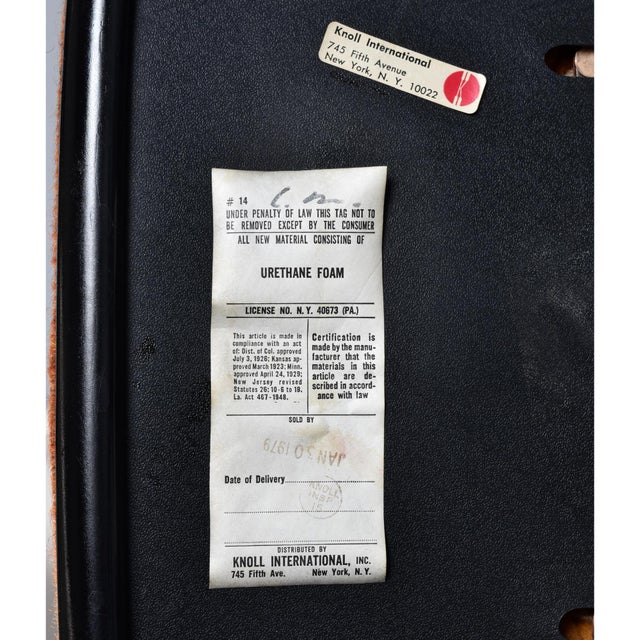 Knoll International
745 Fifth Avenue
New York, N. Y. 10022
# 14
UNDER PENALTY OF LAW THIS TAG NOT TO
BE REMOVED EXCEPT BY THE CONSUMER
ALL NEW MATERIAL CONSISTING OF
URETHANE FOAM
LICENSE NO. N.Y. 40673 (PA.)
This article is made in
compliance with an act
of: Dist. of Col. approved
July 3, 1926; Kansas ap-
proved March 1923; Minn.
approved April 24, 1929;
New Jersey revised
Statutes 26: 10-6 to 18.
La. Act 467-1948.
Certification is
made by the manu-
facturer that the
materials in this
article are de-
scribed in accord-
ance with law
SOLD BY
JAN 30 1979
Date of Delivery
KNOLL
INSP
15
DISTRIBUTED BY
KNOLL INTERNATIONAL, INC.
745 Fifth Ave. New York, N. Y.